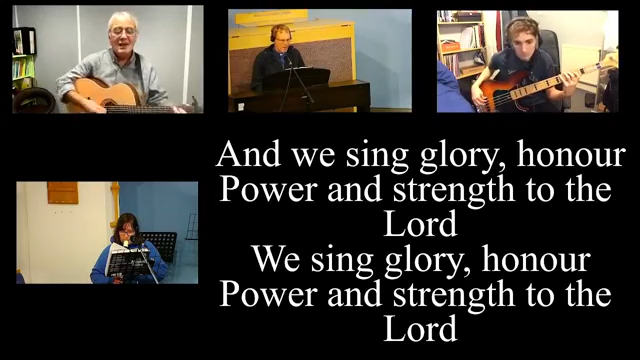 And we sing glory, honour
Power and strength to the
Lord
We sing glory, honour
Power and strength to the
Lord